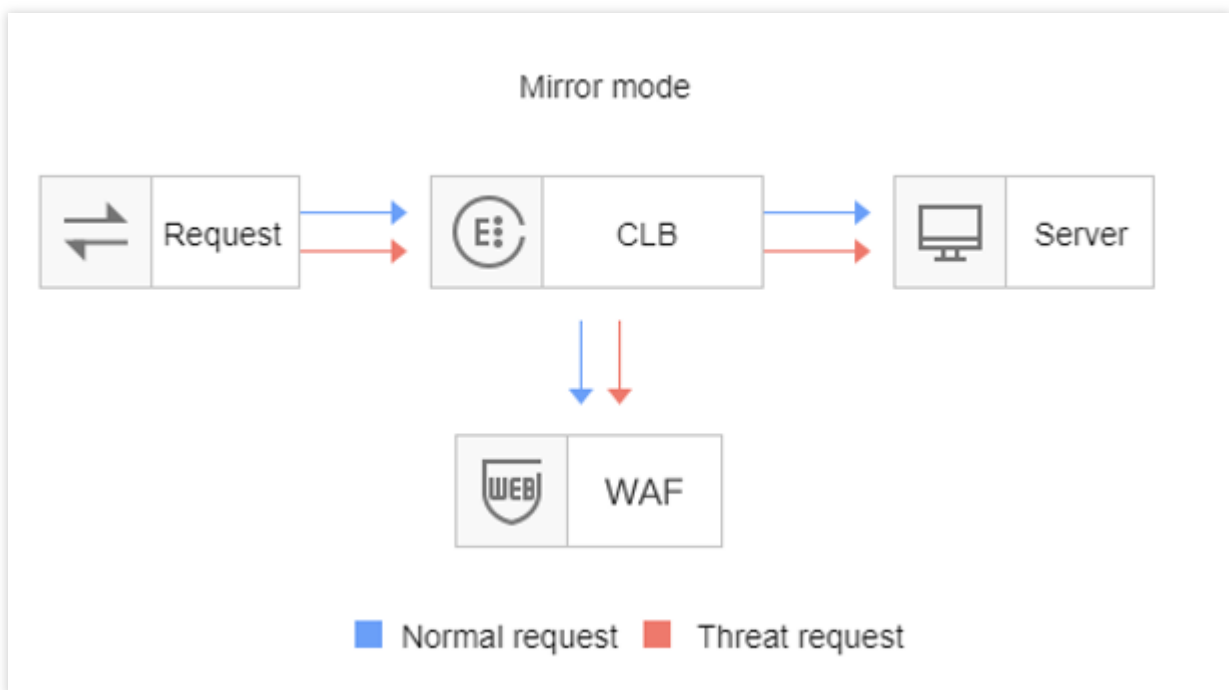 Mirror mode
Request
E
CLB
Server
WEB
WAF
Normal request
Threat request